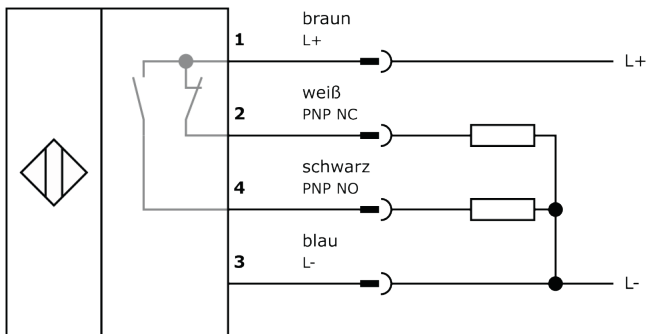 braun
1 L+ L+
weiß
2 PNP NC
schwarz
4 PNP NO
blau
3 L- L-